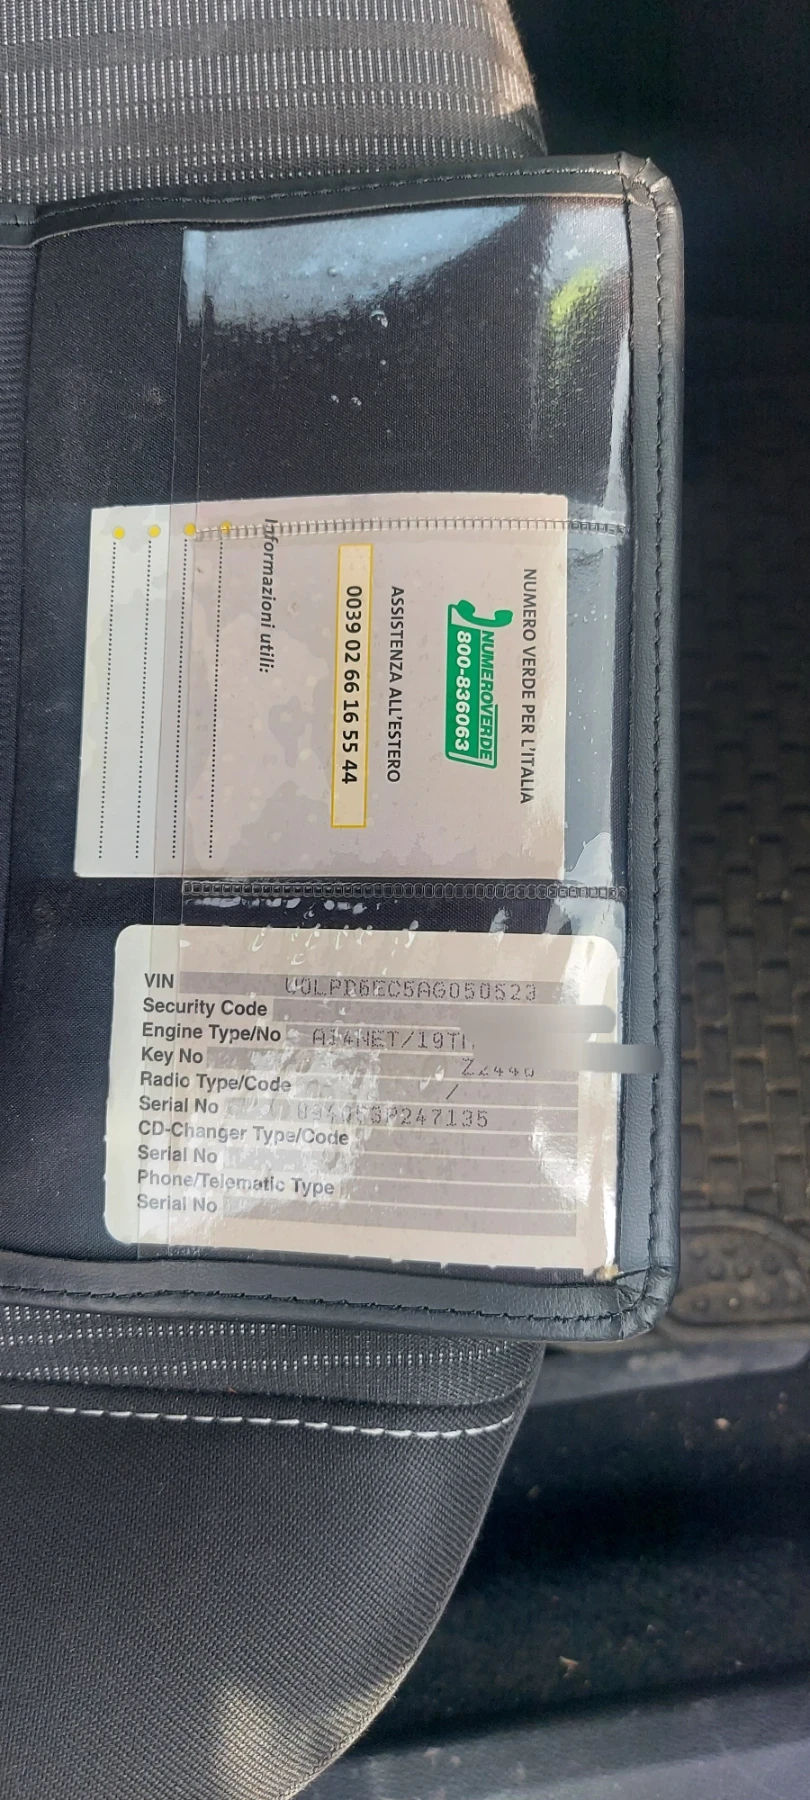 NUMERO VERDE PER L'ITALIA
NUMEROVERDE
800-836063
ASSISTENZA ALL'ESTERO
0039 02 66 16 55 44
Informazioni utili:
VIN W0LPD6EC5AG050523
Security Code
Engine Type/No A14NET/19T
Key No
Radio Type/Code /
Serial No
CD-Changer Type/Code
Serial No
Phone/Telematic Type
Serial No